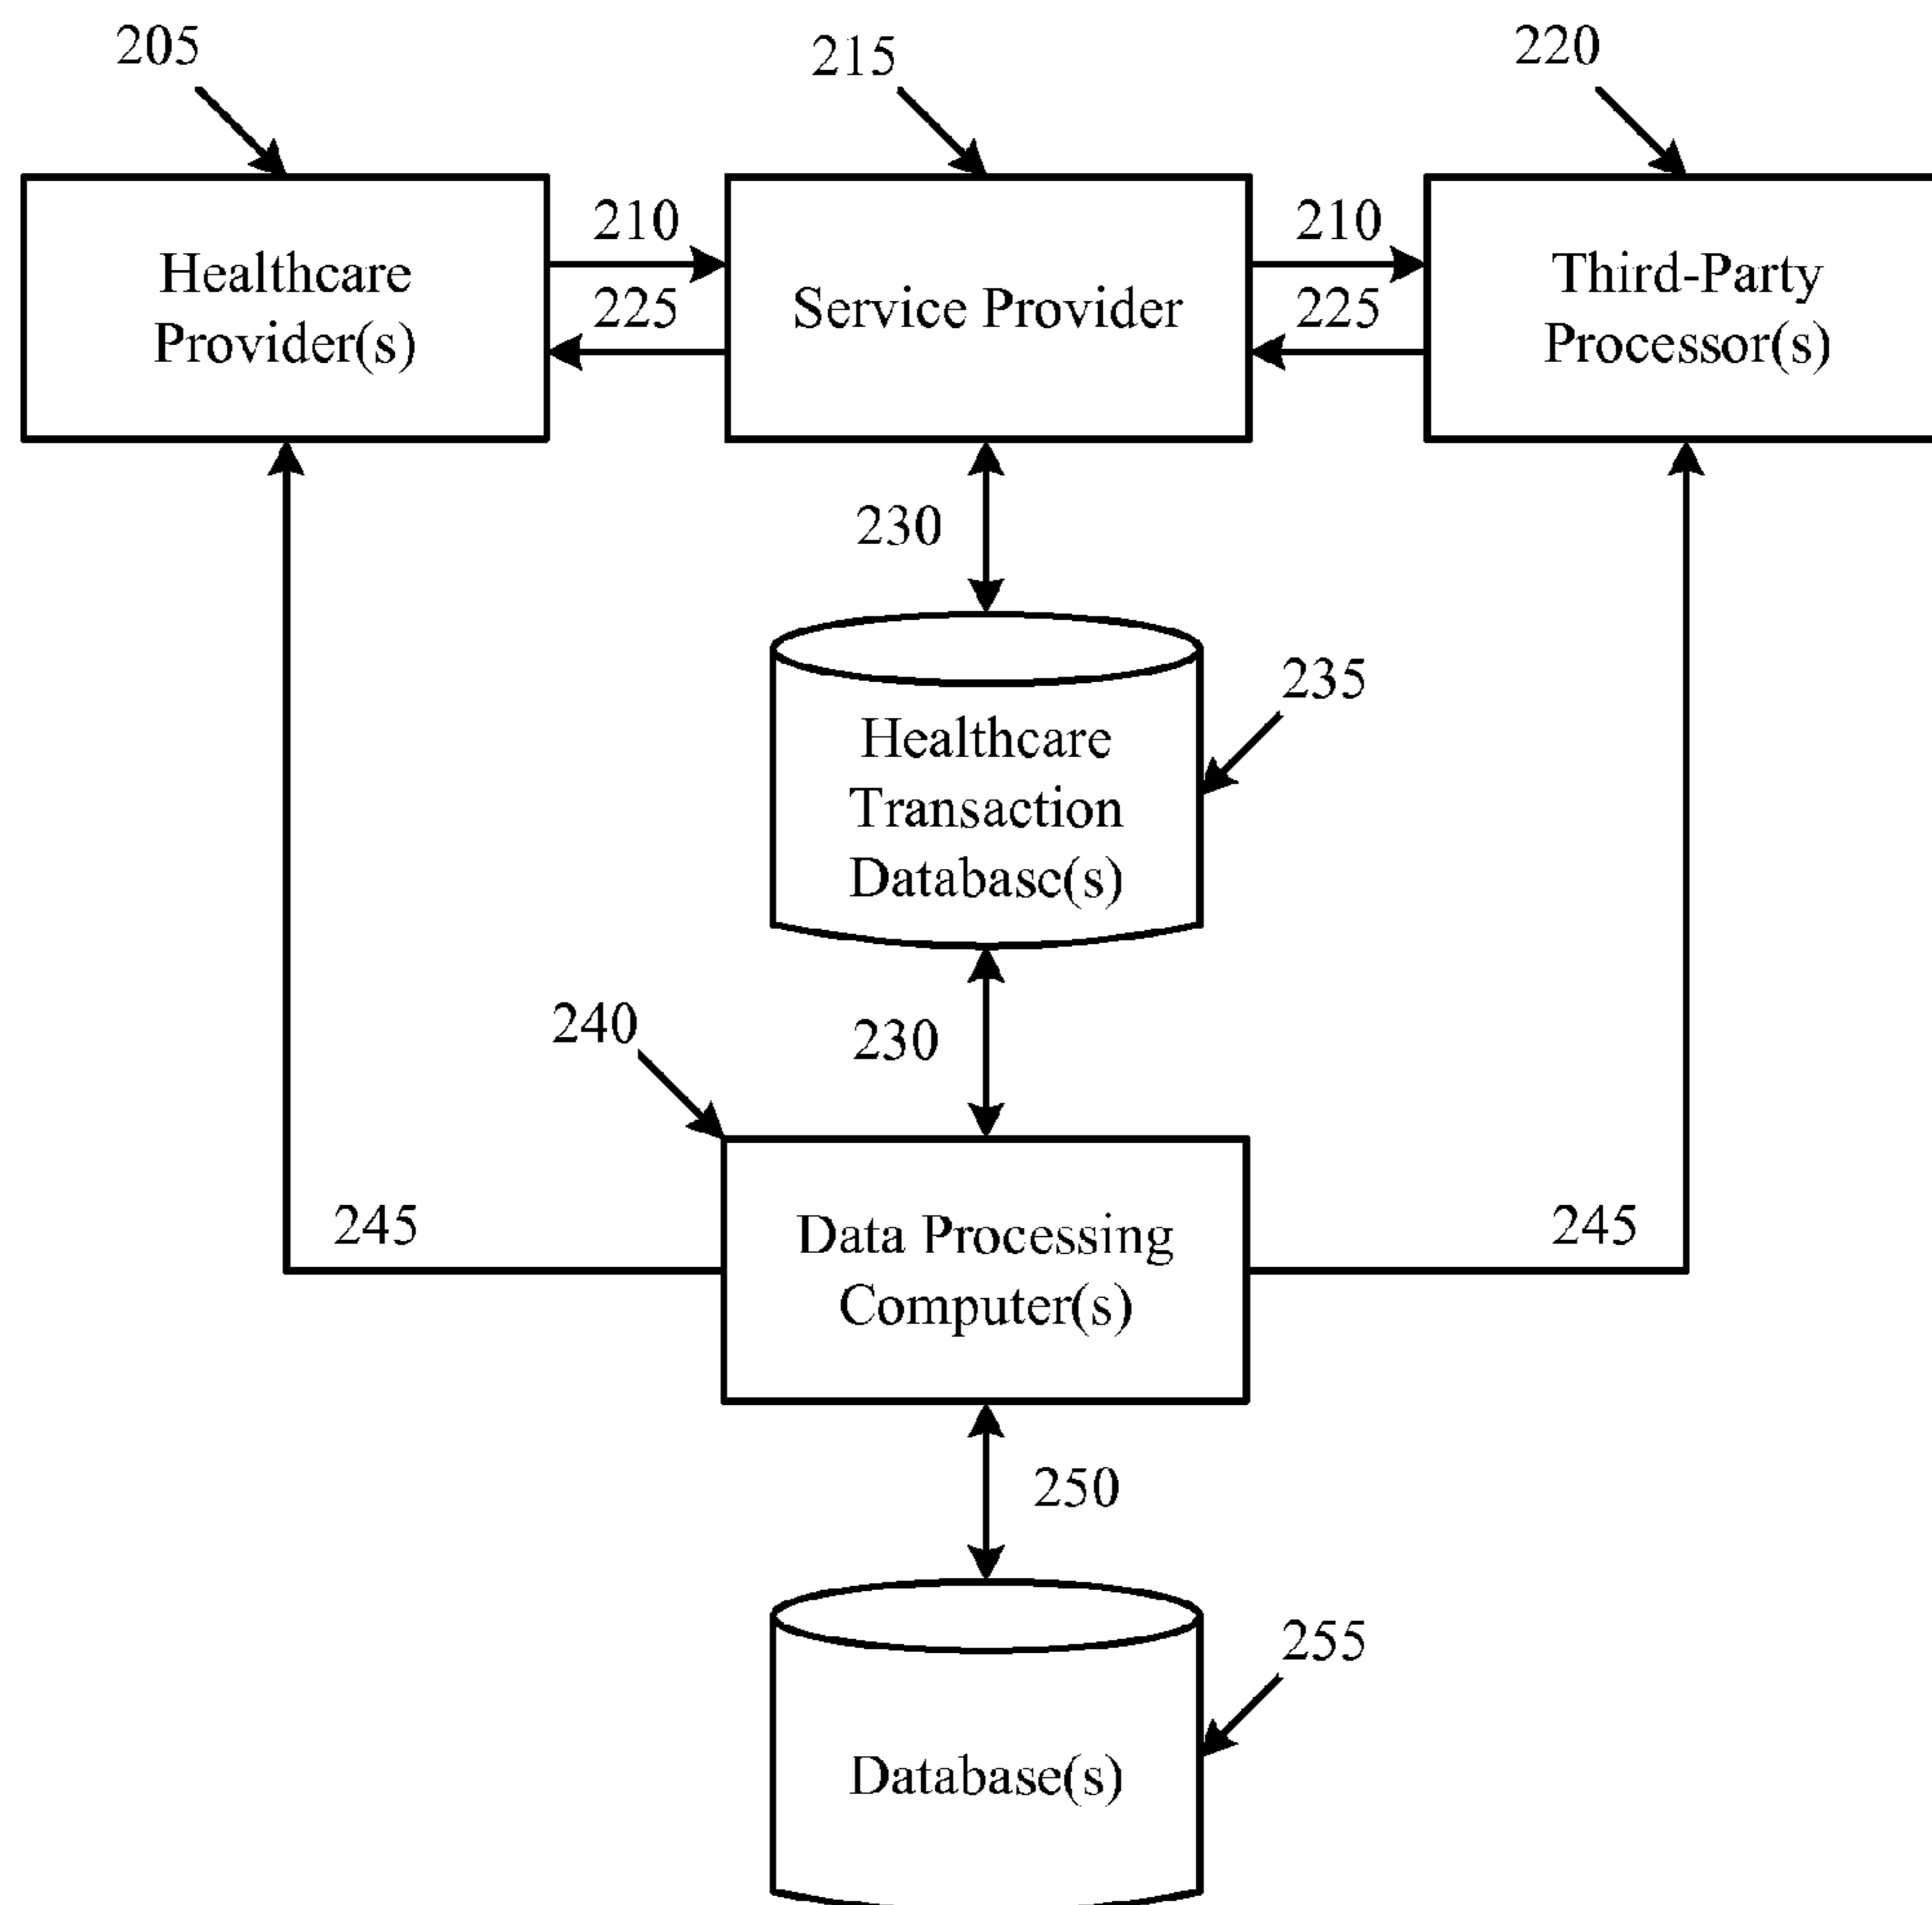 205
215
220
210
210
Healthcare
Provider(s)
225
Service Provider
225
Third-Party
Processor(s)
230
235
Healthcare
Transaction
Database(s)
240
230
245
Data Processing
Computer(s)
245
250
255
Database(s)